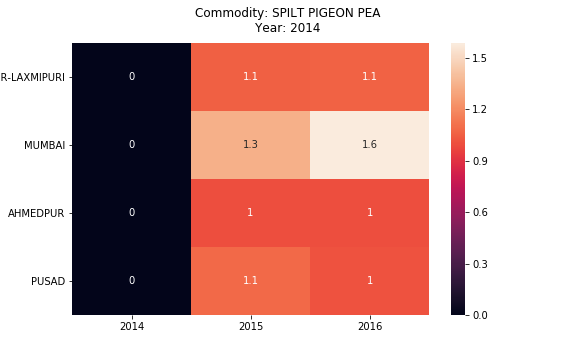 Commodity: SPILT PIGEON PEA
Year: 2014
R-LAXMIPURI 0 1.1 1.1
MUMBAI 0 1.3 1.6
AHMEDPUR 0 1 1
PUSAD 0 1.1 1
2014 2015 2016
1.5
1.2
0.9
0.6
0.3
0.0